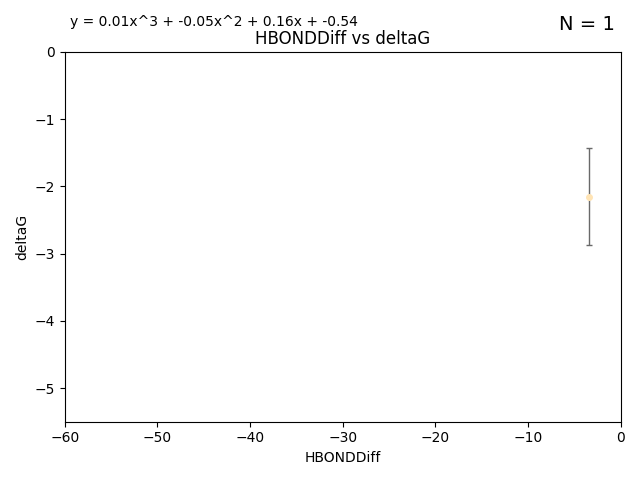 y = 0.01x^3 + -0.05x^2 + 0.16x + -0.54
N = 1
HBONDDiff vs deltaG
0
−1
−2
−3
−4
−5
deltaG
−60 −50 −40 −30 −20 −10 0
HBONDDiff